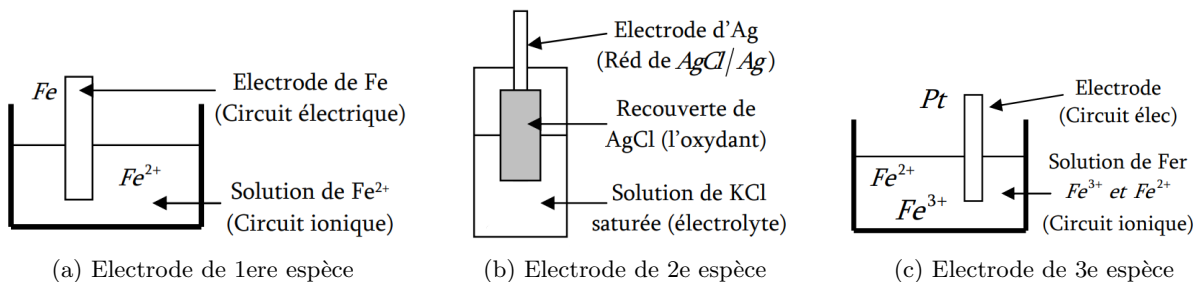 Fe
Electrode de Fe
(Circuit électrique)
Fe²⁺
Solution de Fe²⁺
(Circuit ionique)
(a) Electrode de 1ere espèce
Electrode d'Ag
(Réd de AgCl/Ag)
Recouverte de
AgCl (l'oxydant)
Solution de KCl
saturée (électrolyte)
(b) Electrode de 2e espèce
Pt
Electrode
(Circuit élec)
Fe²⁺
Fe³⁺
Solution de Fer
Fe³⁺ et Fe²⁺
(Circuit ionique)
(c) Electrode de 3e espèce